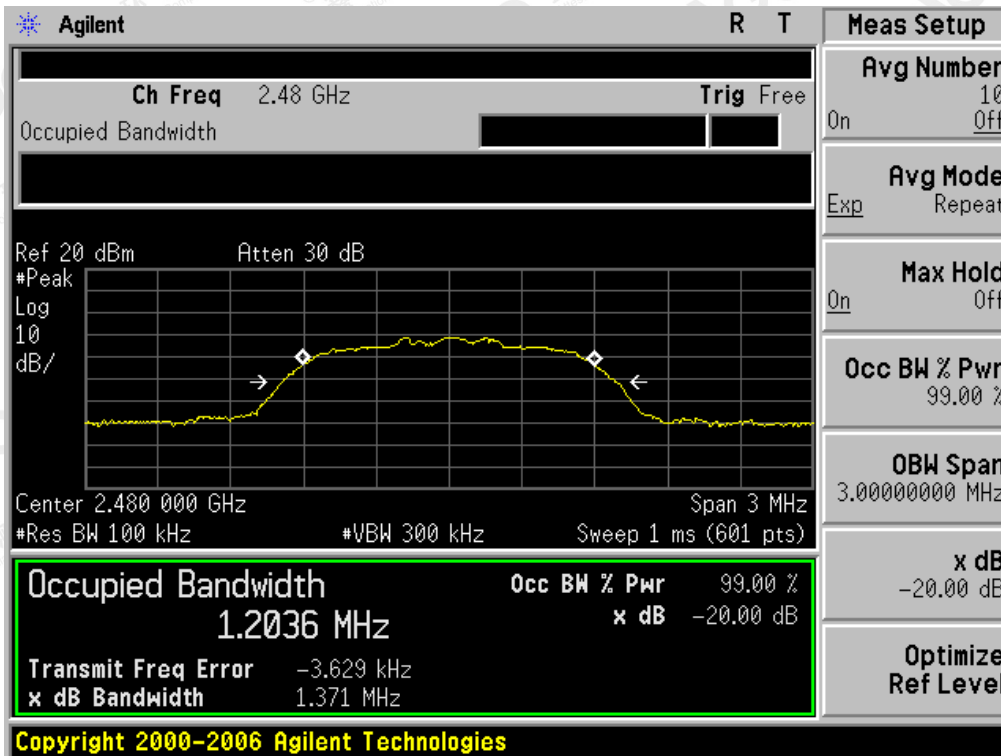 Agilent R T
Ch Freq 2.48 GHz Trig Free
Occupied Bandwidth
Ref 20 dBm Atten 30 dB
#Peak
Log
10
dB/
Center 2.480 000 GHz Span 3 MHz
#Res BW 100 kHz #VBW 300 kHz Sweep 1 ms (601 pts)
Occupied Bandwidth Occ BW % Pwr 99.00 %
1.2036 MHz x dB -20.00 dB
Transmit Freq Error -3.629 kHz
x dB Bandwidth 1.371 MHz
Copyright 2000-2006 Agilent Technologies
Meas Setup
Avg Number
10
On Off
Avg Mode
Exp Repeat
Max Hold
On Off
Occ BW % Pwr
99.00 %
OBW Span
3.00000000 MHz
x dB
-20.00 dB
Optimize
Ref Level